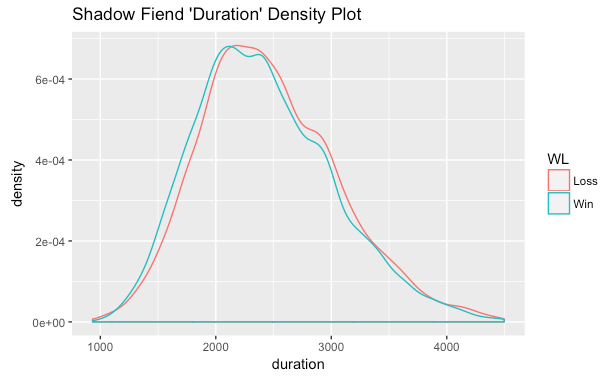 Shadow Fiend 'Duration' Density Plot
density
6e-04
4e-04
2e-04
0e+00
1000 2000 3000 4000
duration
WL
Loss
Win